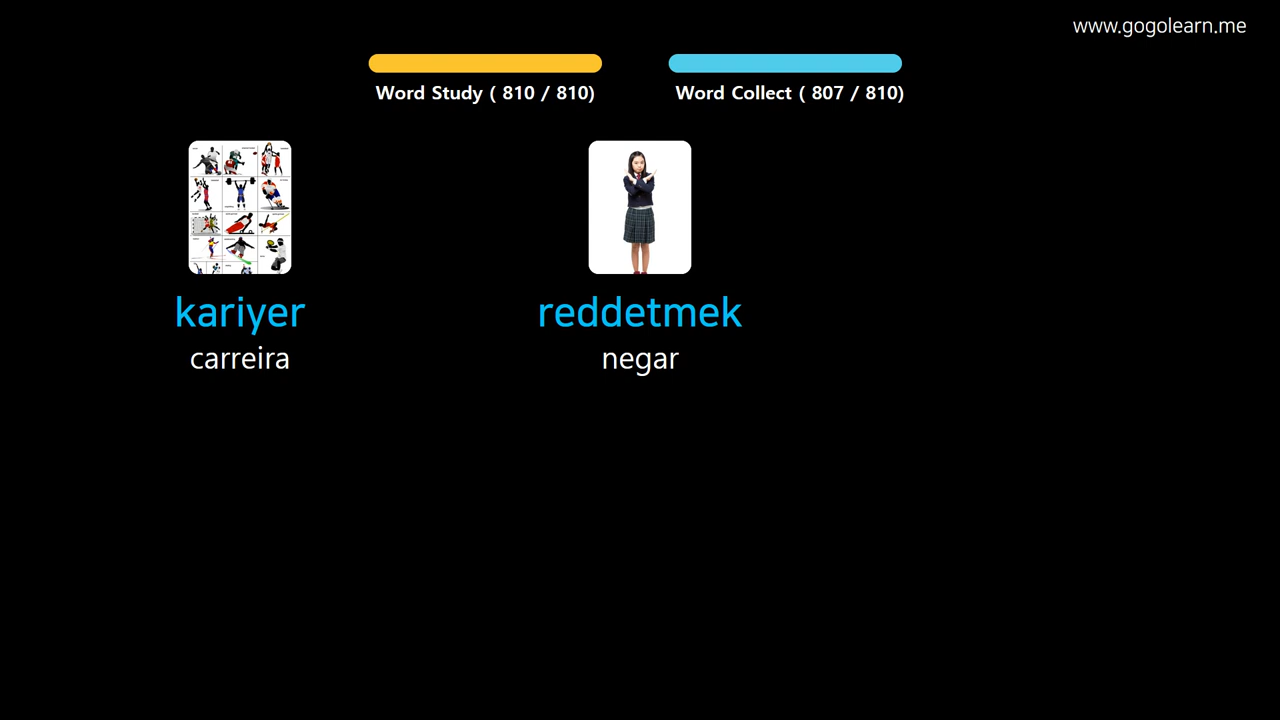 www.gogolearn.me
Word Study ( 810 / 810)
Word Collect ( 807 / 810)
kariyer
reddetmek
carreira
negar